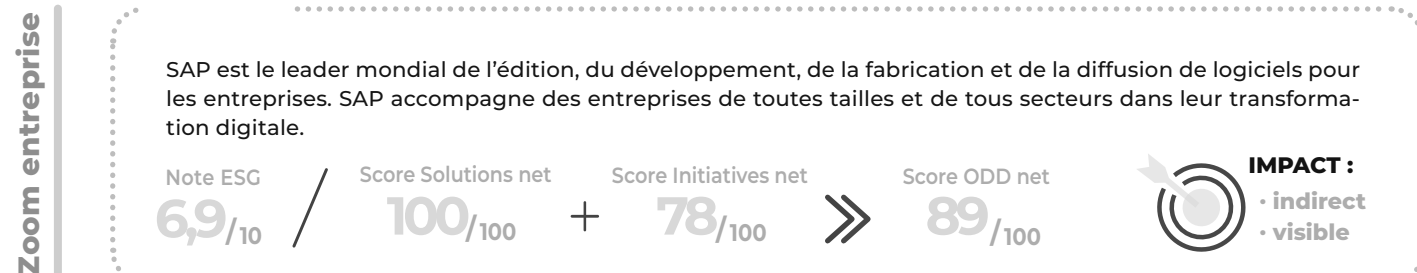 Zoom entreprise
SAP est le leader mondial de l’édition, du développement, de la fabrication et de la diffusion de logiciels pour
les entreprises. SAP accompagne des entreprises de toutes tailles et de tous secteurs dans leur transforma-
tion digitale.
Note ESG
6,9/10
/
Score Solutions net
100/100
+
Score Initiatives net
78/100
»
Score ODD net
89/100
IMPACT :
• indirect
• visible